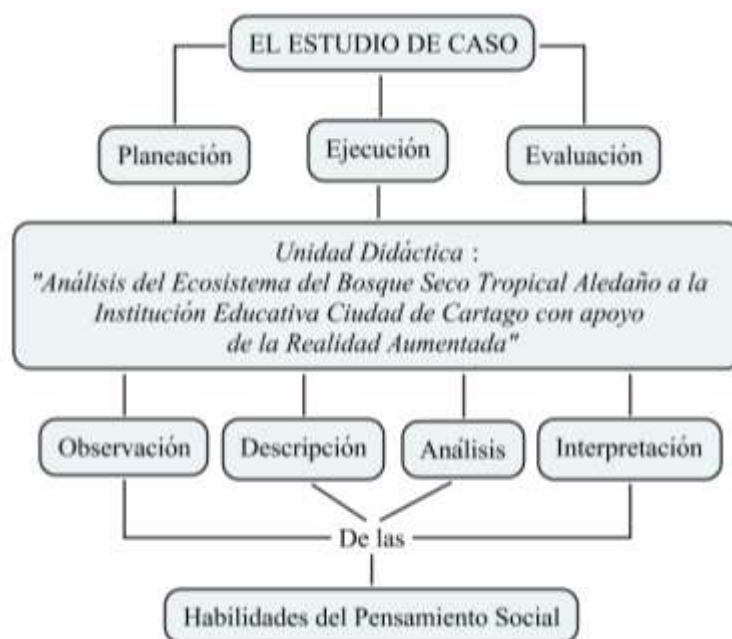 EL ESTUDIO DE CASO
Planeación
Ejecución
Evaluación
Unidad Didáctica :
"Análisis del Ecosistema del Bosque Seco Tropical Aledaño a la
Institución Educativa Ciudad de Cartago con apoyo
de la Realidad Aumentada"
Observación
Descripción
Análisis
Interpretación
De las
Habilidades del Pensamiento Social